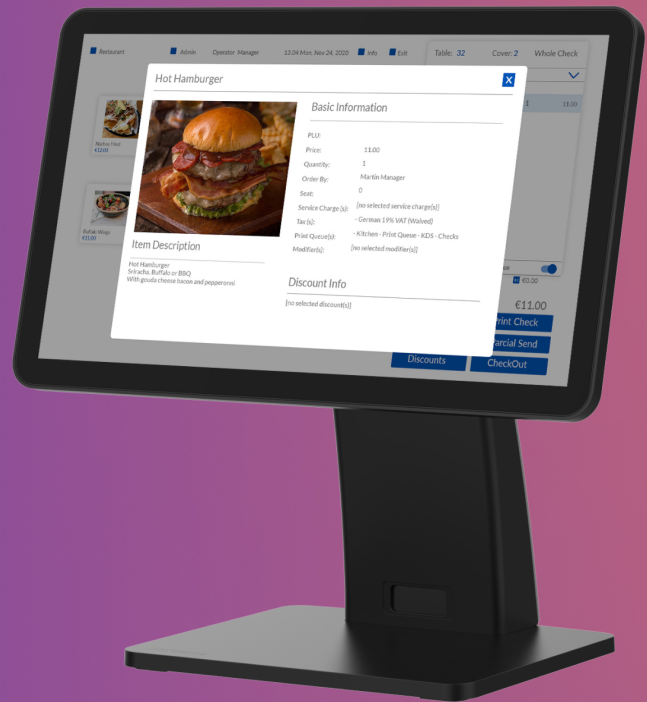 Restaurant
Admin
Operator Manager
13.04 Mon, Nov 24, 2020
Info
Exit
Table: 32
Cover: 2
Whole Check
1
11.00
Nacho Fries
€12.00
Buffalo Wings
€11.00
Hot Hamburger
X
Item Description
Hot Hamburger
Sriracha, Buffalo or BBQ
With gouda cheese bacon and pepperonni
Basic Information
PLU:
Price: 11.00
Quantity: 1
Order By: Martin Manager
Seat: 0
Service Charge (s): [no selected service charge(s)]
Tax (s): - German 19% VAT (Waived)
Print Queue(s): - Kitchen - Print Queue - KDS - Checks
Modifier(s): [no selected modifier(s)]
Discount Info
[no selected discount(s)]
€0.00
€11.00
Print Check
Parcial Send
Discounts
CheckOut